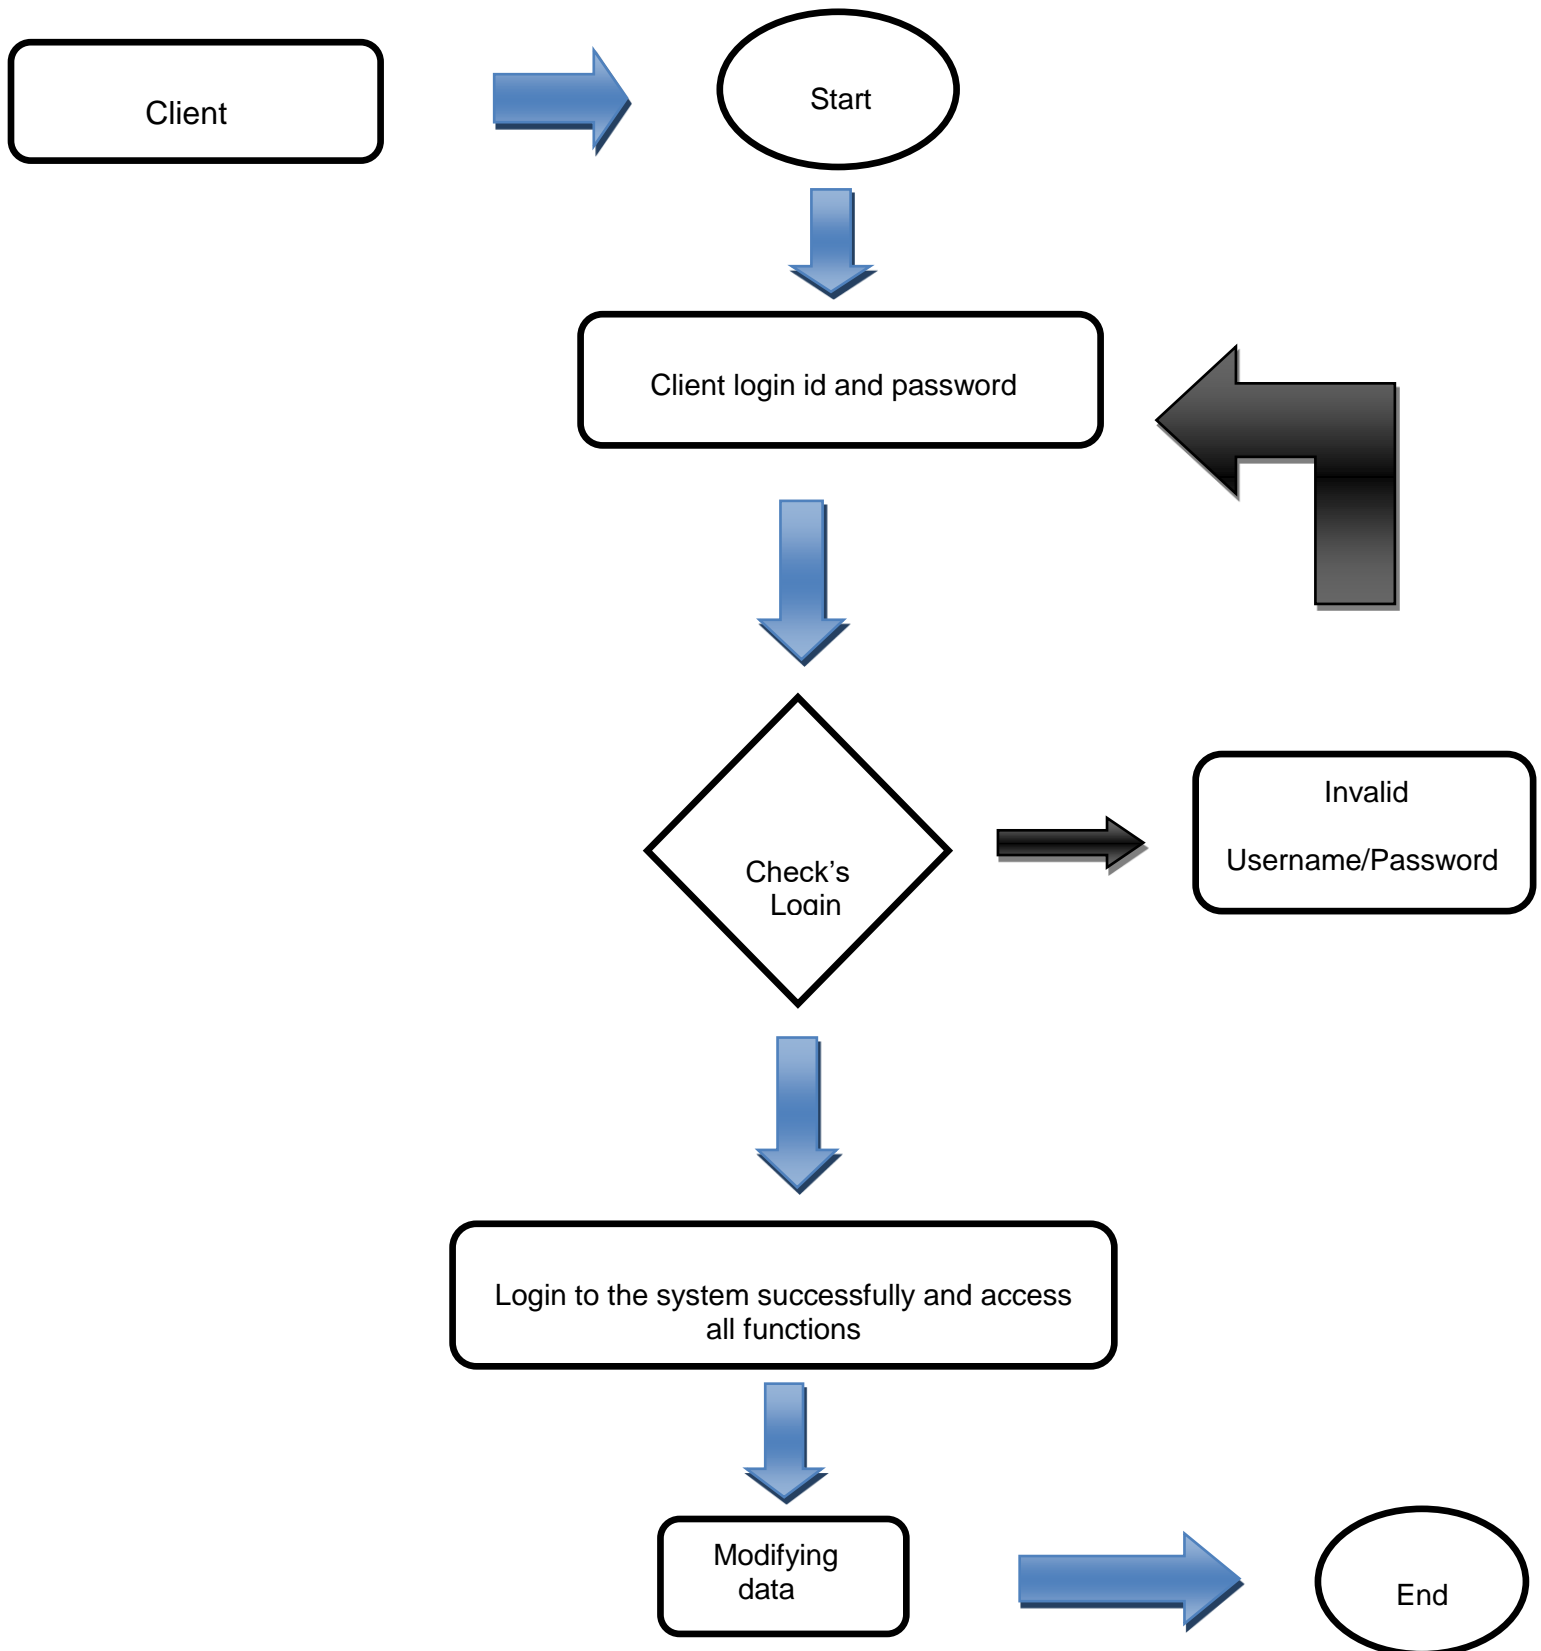 Client
Start
Client login id and password
Check’s
Login
Invalid
Username/Password
Login to the system successfully and access
all functions
Modifying
data
End